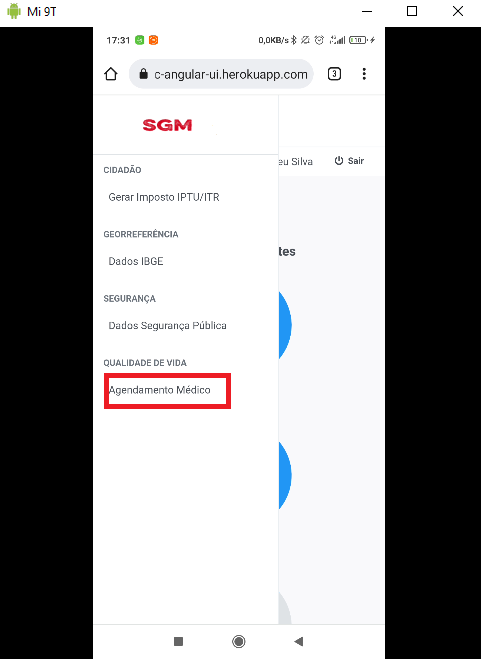 Mi 9T
17:31
0,0KB/s
10
c-angular-ui.herokuapp.com
3
SGM
eu Silva
Sair
CIDADÃO
Gerar Imposto IPTU/ITR
GEORREFERÊNCIA
tes
Dados IBGE
SEGURANÇA
Dados Segurança Pública
QUALIDADE DE VIDA
Agendamento Médico